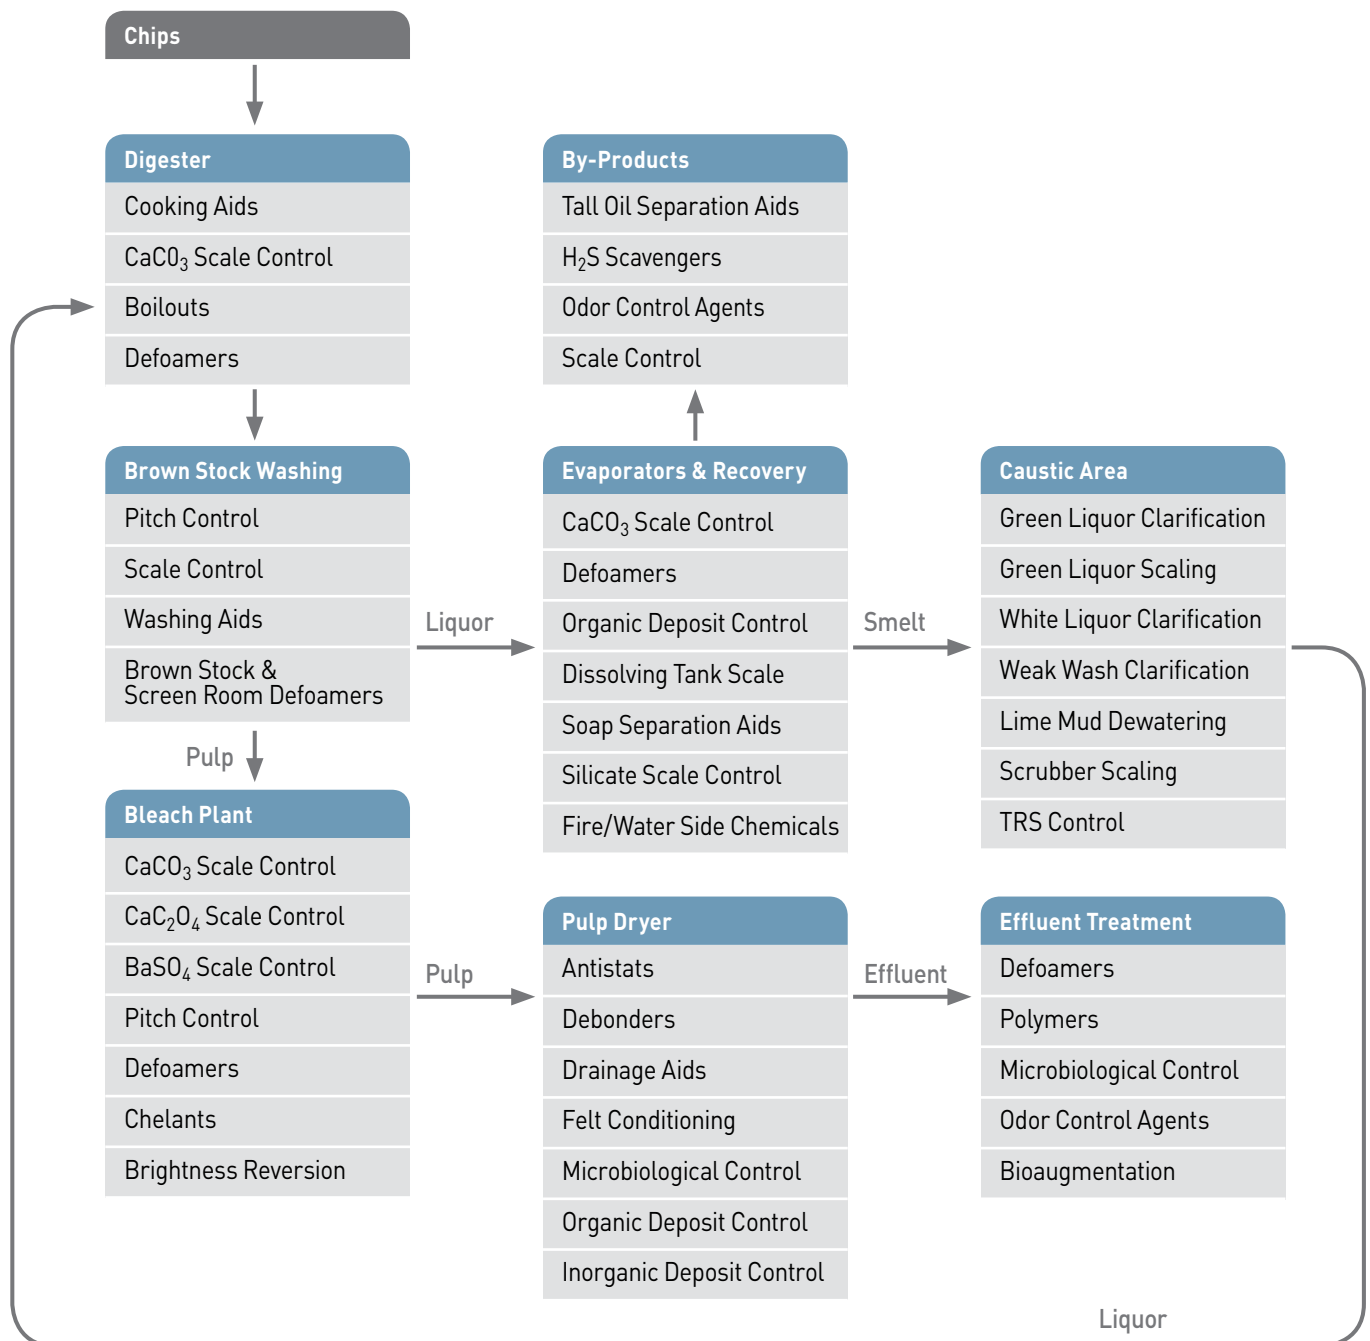 Chips
Digester
Cooking Aids
CaC0₃ Scale Control
Boilouts
Defoamers
By-Products
Tall Oil Separation Aids
H₂S Scavengers
Odor Control Agents
Scale Control
Brown Stock Washing
Pitch Control
Scale Control
Washing Aids
Brown Stock &
Screen Room Defoamers
Liquor
Evaporators & Recovery
CaCO₃ Scale Control
Defoamers
Organic Deposit Control
Dissolving Tank Scale
Soap Separation Aids
Silicate Scale Control
Fire/Water Side Chemicals
Smelt
Caustic Area
Green Liquor Clarification
Green Liquor Scaling
White Liquor Clarification
Weak Wash Clarification
Lime Mud Dewatering
Scrubber Scaling
TRS Control
Pulp
Bleach Plant
CaCO₃ Scale Control
CaC₂O₄ Scale Control
BaSO₄ Scale Control
Pitch Control
Defoamers
Chelants
Brightness Reversion
Pulp
Pulp Dryer
Antistats
Debonders
Drainage Aids
Felt Conditioning
Microbiological Control
Organic Deposit Control
Inorganic Deposit Control
Effluent
Effluent Treatment
Defoamers
Polymers
Microbiological Control
Odor Control Agents
Bioaugmentation
Liquor